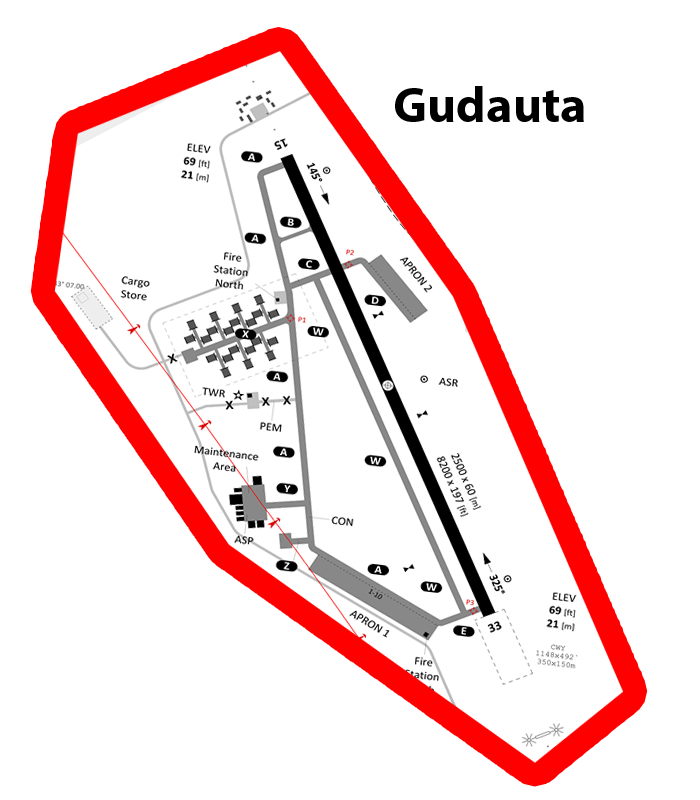 Gudauta
15
ELEV
69 [ft]
21 [m]
A
145°
B
A
P2
C
APRON 2
Fire
Station
North
Cargo
Store
3° 07.00
D
P1
X
W
X
A
ASR
TWR
X
X
X
PEM
A
Maintenance
Area
W
2500 x 60 [m]
8200 x 197 [ft]
Y
CON
ASP
Z
A
W
325°
1-10
P3
APRON 1
E
33
ELEV
69 [ft]
21 [m]
CWY
1148x492'
350x150m
Fire
Station